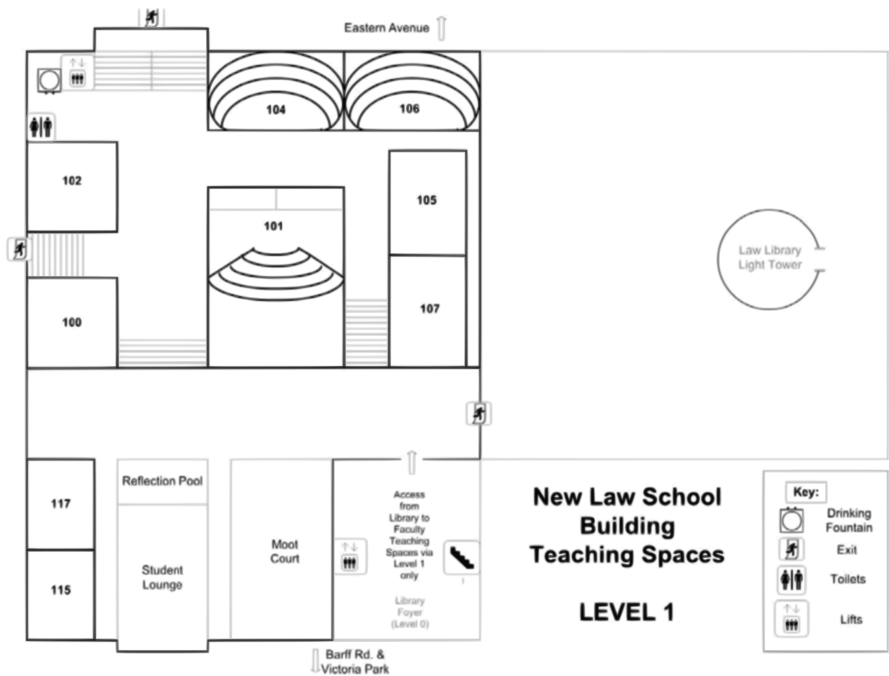 Eastern Avenue
104
106
102
105
101
Law Library
Light Tower
100
107
Reflection Pool
117
Access
from
Library to
Faculty
Teaching
Spaces via
Level 1
only
Moot
Court
Student
Lounge
115
Library
Foyer
(Level 0)
Barff Rd. &
Victoria Park
New Law School
Building
Teaching Spaces
LEVEL 1
Key:
Drinking
Fountain
Exit
Toilets
Lifts